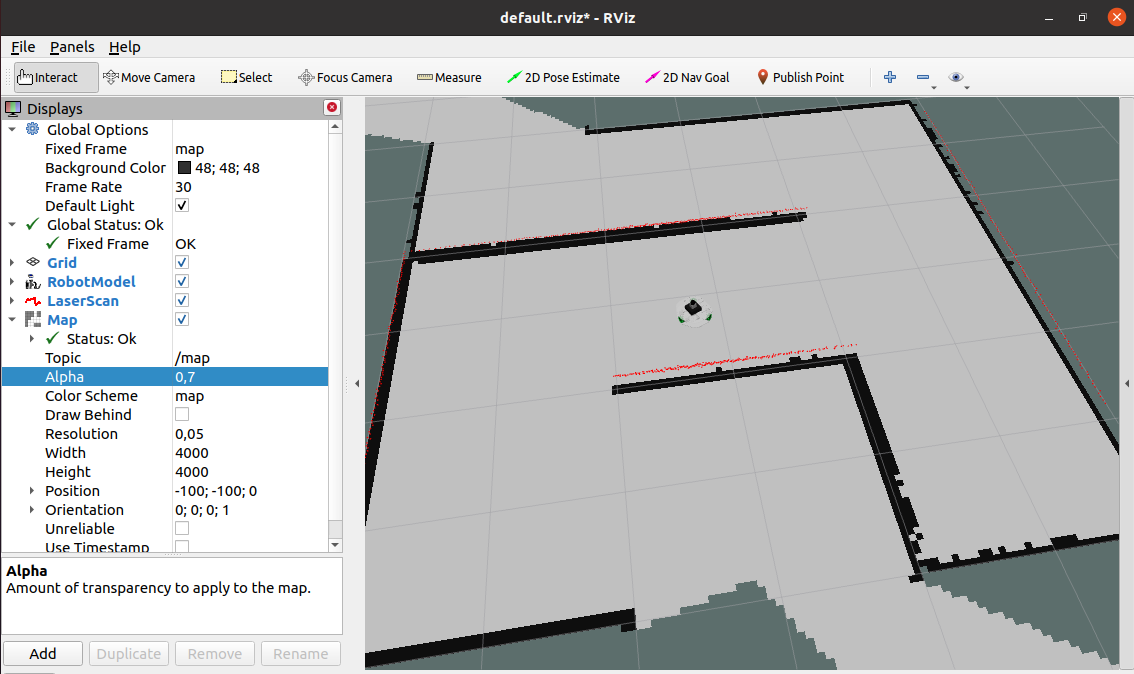 default.rviz* - RViz
File Panels Help
Interact Move Camera Select Focus Camera Measure 2D Pose Estimate 2D Nav Goal Publish Point
Displays
Global Options
Fixed Frame map
Background Color 48; 48; 48
Frame Rate 30
Default Light
Global Status: Ok
Fixed Frame OK
Grid
RobotModel
LaserScan
Map
Status: Ok
Topic /map
Alpha 0,7
Color Scheme map
Draw Behind
Resolution 0,05
Width 4000
Height 4000
Position -100; -100; 0
Orientation 0; 0; 0; 1
Unreliable
Use Timestamp
Alpha
Amount of transparency to apply to the map.
Add Duplicate Remove Rename